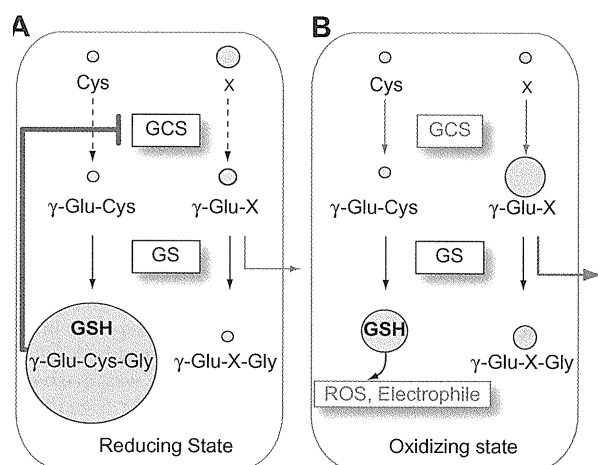 A
B
Cys
X
GCS
γ-Glu-Cys
γ-Glu-X
GS
GSH
γ-Glu-Cys-Gly
γ-Glu-X-Gly
Reducing State
Cys
X
GCS
γ-Glu-Cys
γ-Glu-X
GS
GSH
γ-Glu-X-Gly
ROS, Electrophile
Oxidizing state